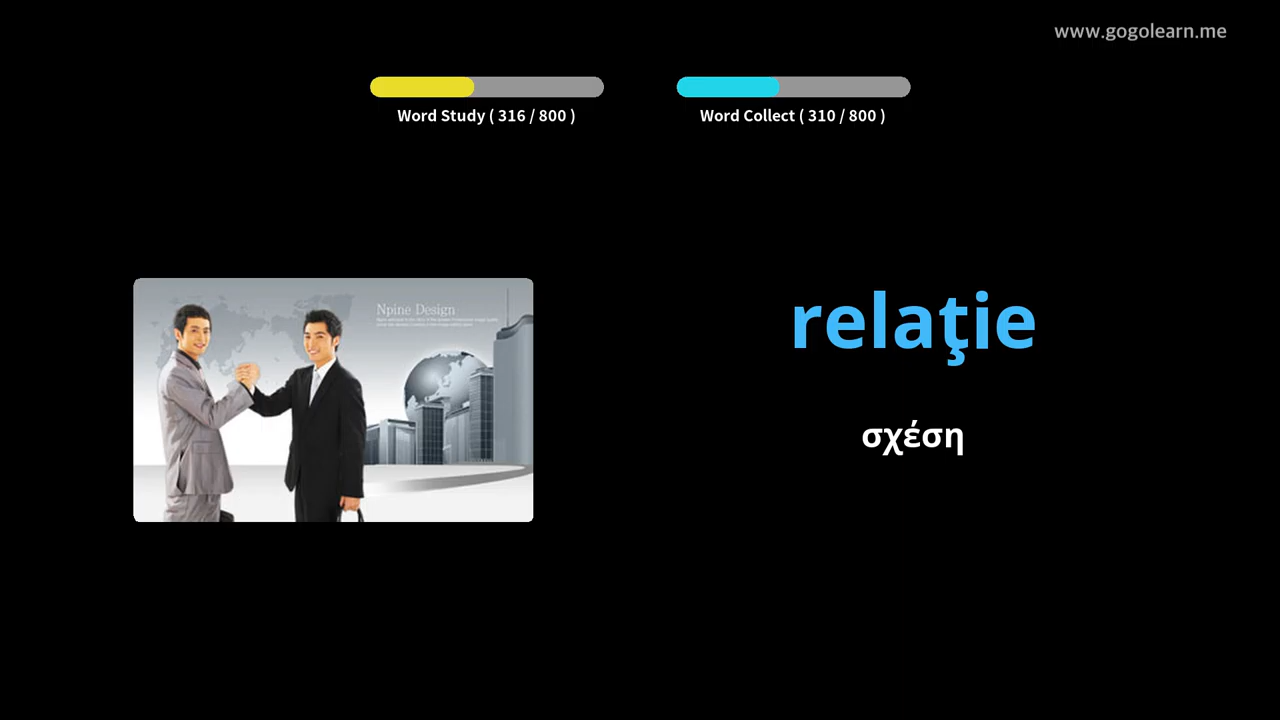 www.gogolearn.me
Word Study ( 316 / 800 )
Word Collect ( 310 / 800 )
Npine Design
relaţie
σχέση